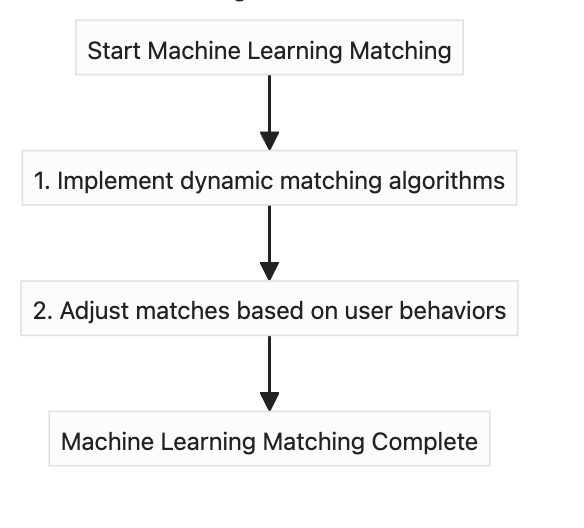 Start Machine Learning Matching
1. Implement dynamic matching algorithms
2. Adjust matches based on user behaviors
Machine Learning Matching Complete